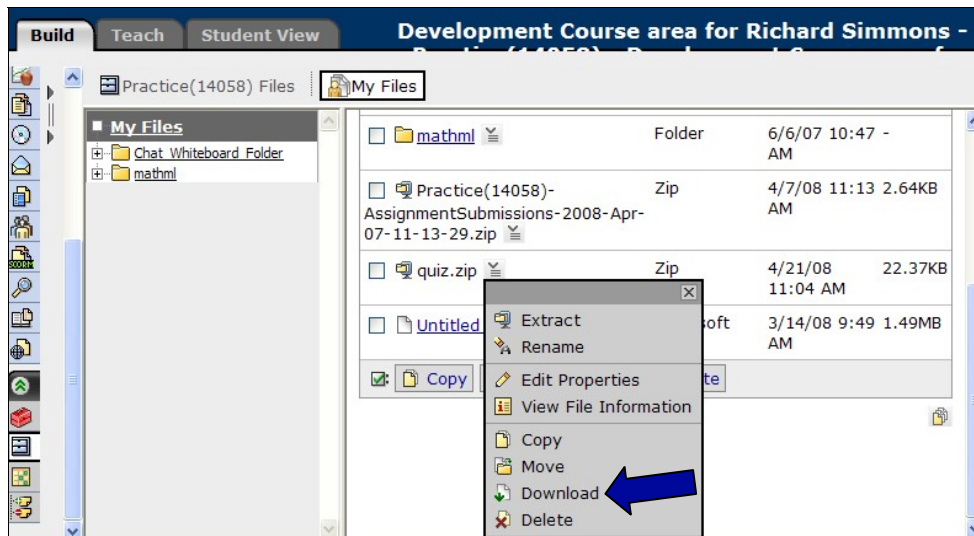 Build Teach Student View Development Course area for Richard Simmons -
Practice(14058) Files My Files
My Files
Chat Whiteboard Folder
mathml
mathml Folder 6/6/07 10:47 -
AM
Practice(14058)- Zip 4/7/08 11:13 2.64KB
AssignmentSubmissions-2008-Apr- AM
07-11-13-29.zip
quiz.zip Zip 4/21/08 22.37KB
11:04 AM
Untitled soft 3/14/08 9:49 1.49MB
AM
Copy te
Extract
Rename
Edit Properties
View File Information
Copy
Move
Download
Delete
SCORM